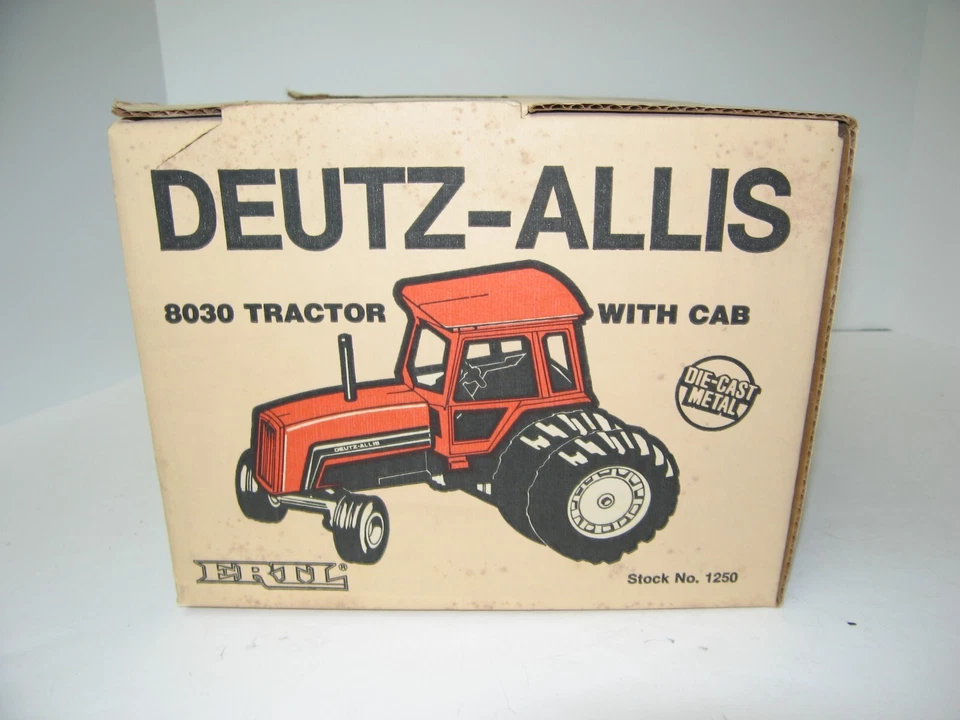 DEUTZ-ALLIS
8030 TRACTOR WITH CAB
DIE-CAST
METAL
DEUTZ-ALLIS
ERTL®
Stock No. 1250